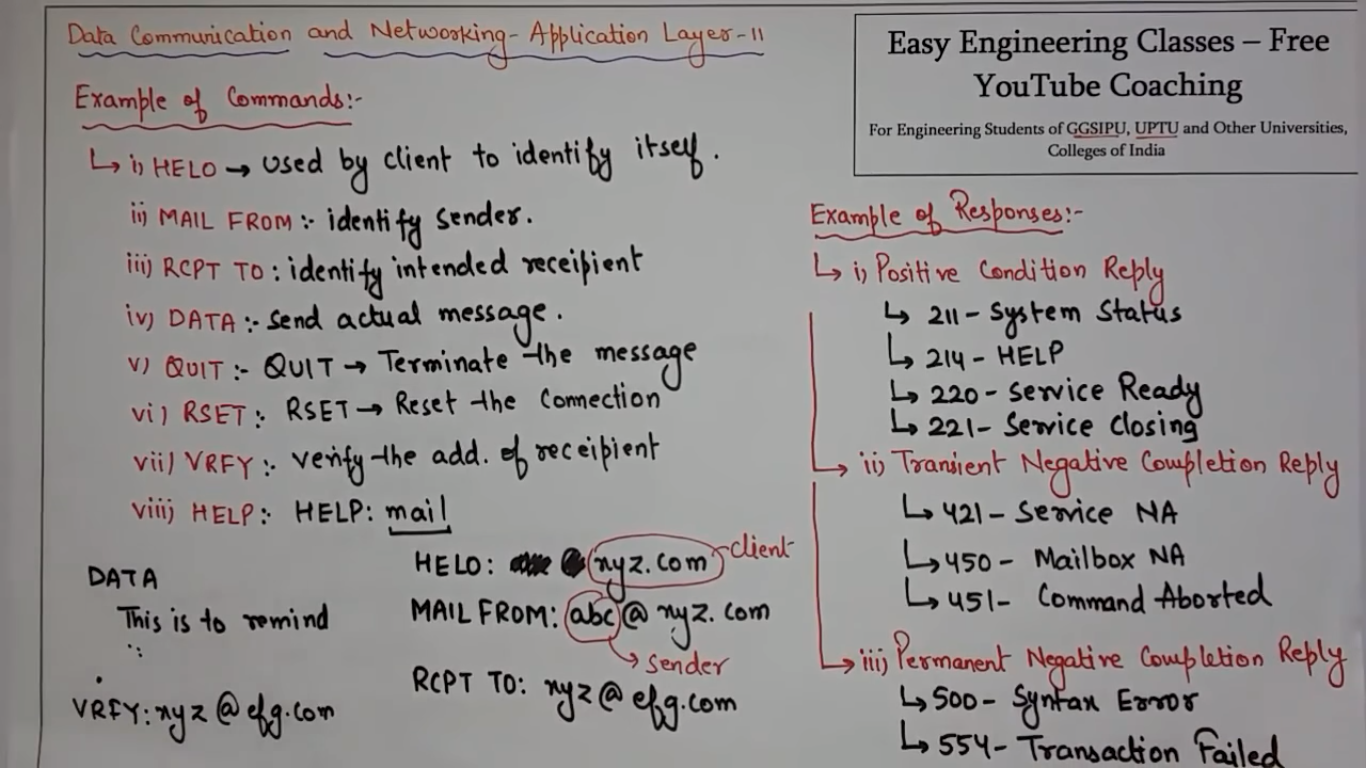 Data Communication and Networking- Application Layer-II
Easy Engineering Classes – Free
YouTube Coaching
For Engineering Students of GGSIPU, UPTU and Other Universities,
Colleges of India
Example of Commands:-
i) HELO → used by client to identify itself.
ii) MAIL FROM :- identify sender.
iii) RCPT TO : identify intended receipient
iv) DATA :- send actual message.
v) QUIT :- QUIT → Terminate the message
vi) RSET :- RSET → Reset the Connection
vii) VRFY :- verify the add. of receipient
viii) HELP :- HELP: mail
DATA
This is to remind
VRFY: xyz@efg.com
HELO: xyz.com client
MAIL FROM: abc@xyz.com
sender
RCPT TO: xyz@efg.com
Example of Responses:-
i) Positive Condition Reply
211- System Status
214- HELP
220- Service Ready
221- Service Closing
ii) Transient Negative Completion Reply
421- Service NA
450- Mailbox NA
451- Command Aborted
iii) Permanent Negative Completion Reply
500- Syntax Error
554- Transaction Failed